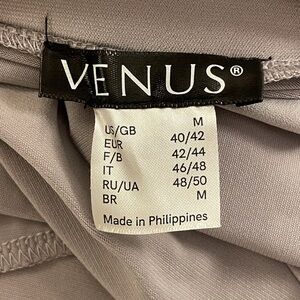 VENUS®
US/GB M
EUR 40/42
F/B 42/44
IT 46/48
RU/UA 48/50
BR M
Made in Philippines